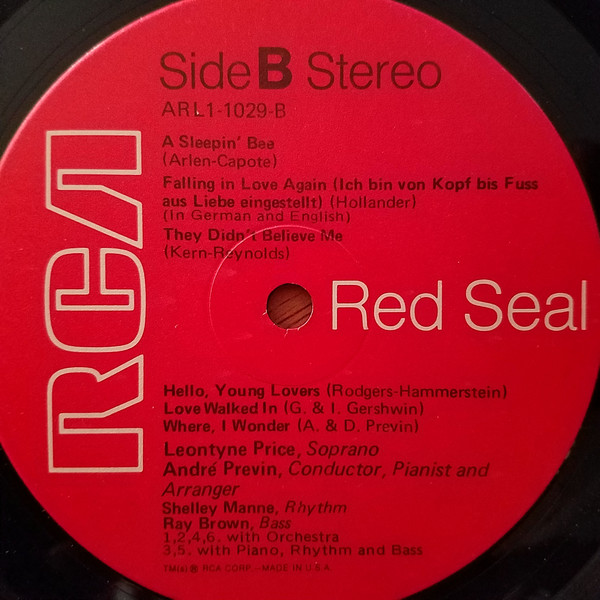 Side B Stereo
ARL1-1029-B
A Sleepin' Bee
(Arlen-Capote)
Falling in Love Again (Ich bin von Kopf bis Fuss
aus Liebe eingestellt) (Hollander)
(In German and English)
They Didn't Believe Me
(Kern-Reynolds)
RCA
Red Seal
Hello, Young Lovers (Rodgers-Hammerstein)
Love Walked In (G. & I. Gershwin)
Where, I Wonder (A. & D. Previn)
Leontyne Price, Soprano
André Previn, Conductor, Pianist and
Arranger
Shelley Manne, Rhythm
Ray Brown, Bass
1,2,4,6. with Orchestra
3,5. with Piano, Rhythm and Bass
TM(s) ® RCA CORP.-MADE IN U.S.A.